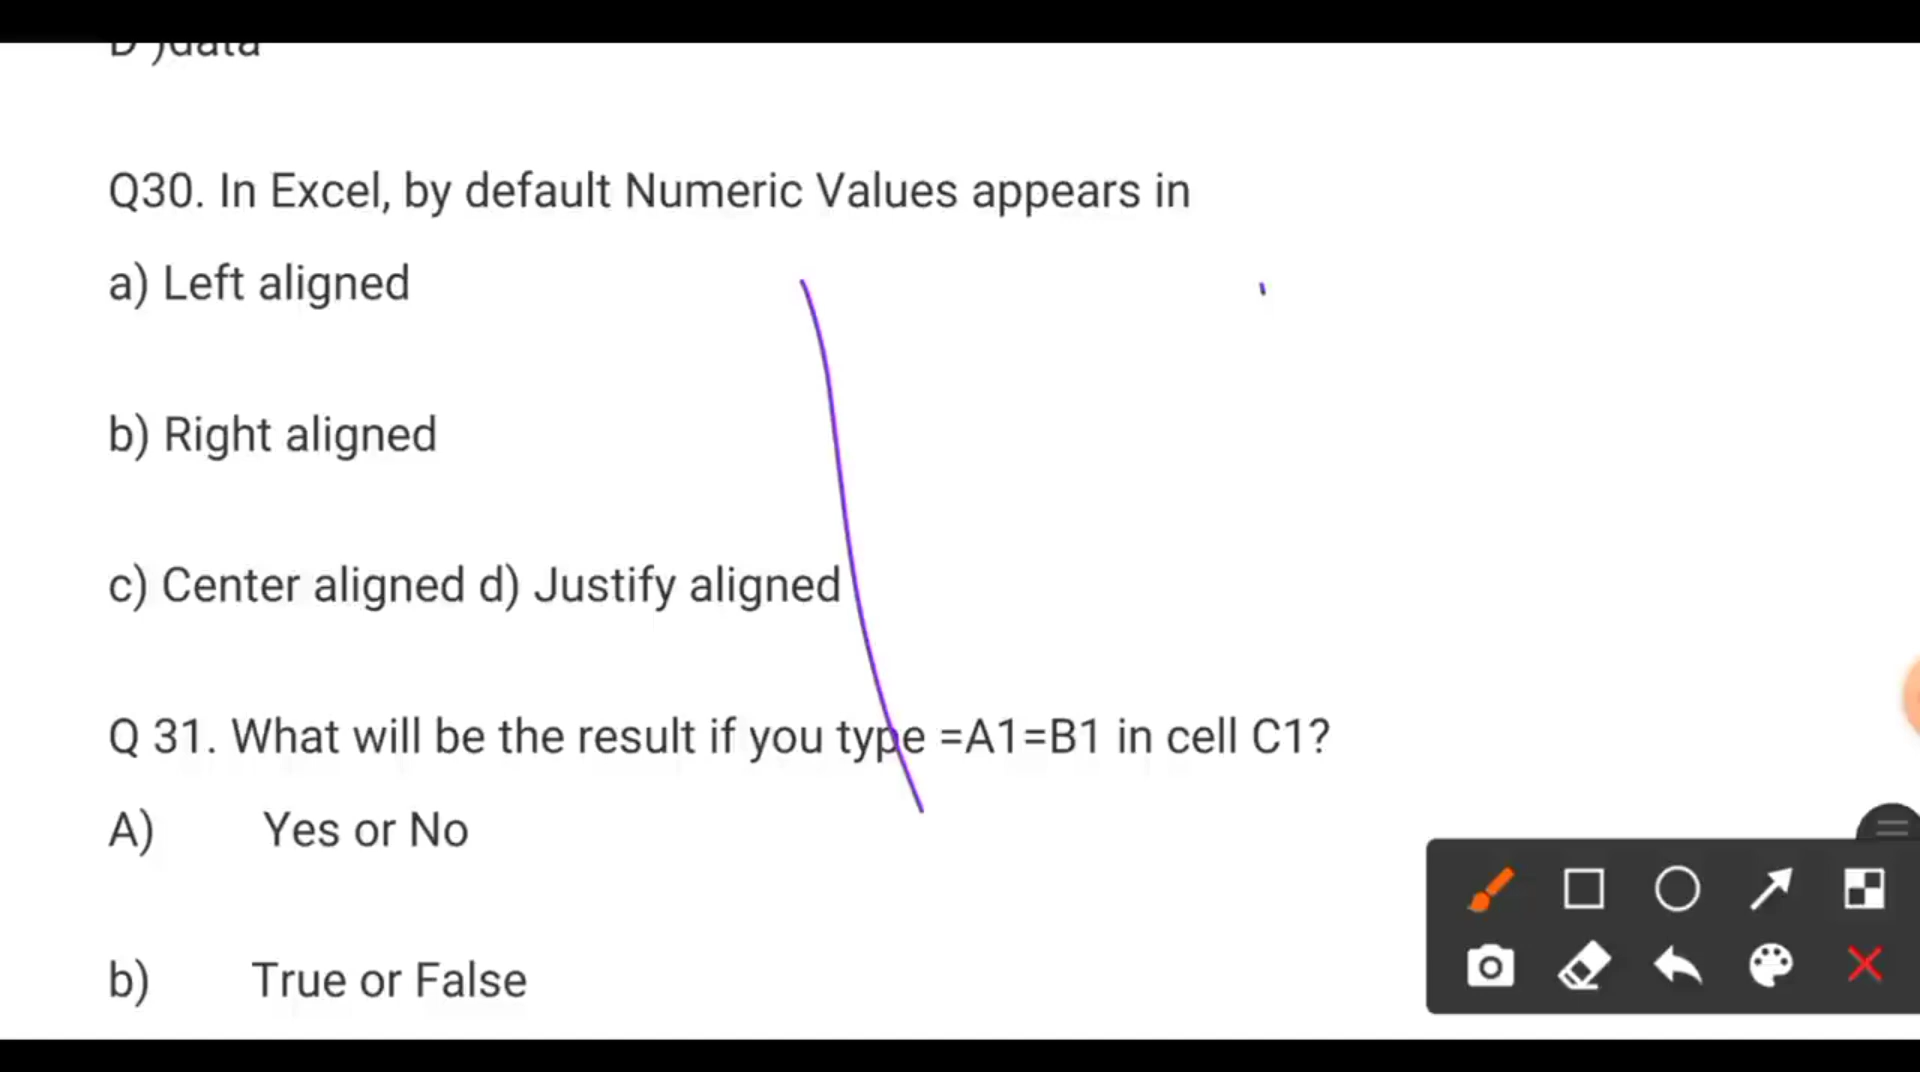 D )data
Q30. In Excel, by default Numeric Values appears in
a) Left aligned
b) Right aligned
c) Center aligned d) Justify aligned
Q 31. What will be the result if you type =A1=B1 in cell C1?
A) Yes or No
b) True or False